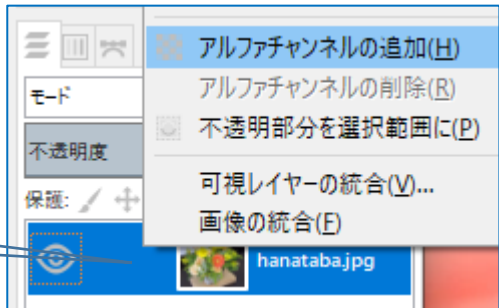 アルファチャンネルの追加(H)
アルファチャンネルの削除(R)
不透明部分を選択範囲に(P)
可視レイヤーの統合(V)...
画像の統合(F)
モード
不透明度
保護:
hanataba.jpg